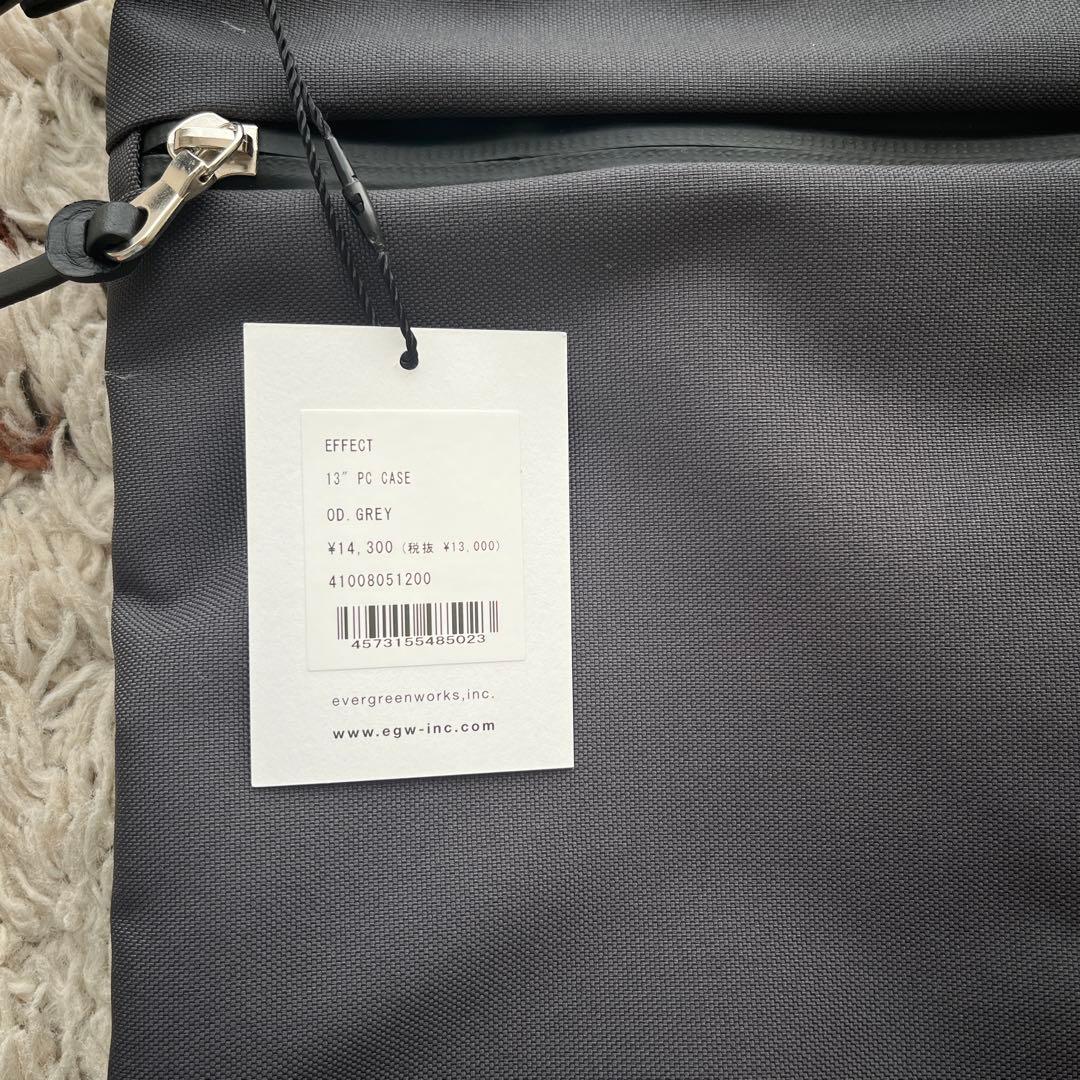 EFFECT
13" PC CASE
OD. GREY
¥14,300 (税抜 ¥13,000)
41008051200
4573155485023
evergreenworks,inc.
www.egw-inc.com